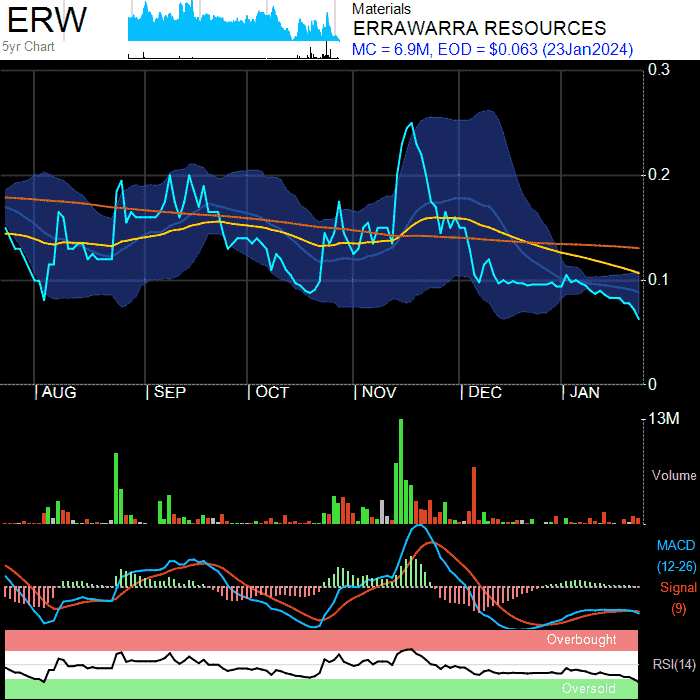 ERW
5yr Chart
Materials
ERRAWARRA RESOURCES
MC = 6.9M, EOD = $0.063 (23Jan2024)
0.3
0.2
0.1
0
| AUG | SEP | OCT | NOV | DEC | JAN
13M
Volume
MACD
(12-26)
Signal
(9)
Overbought
RSI(14)
Oversold